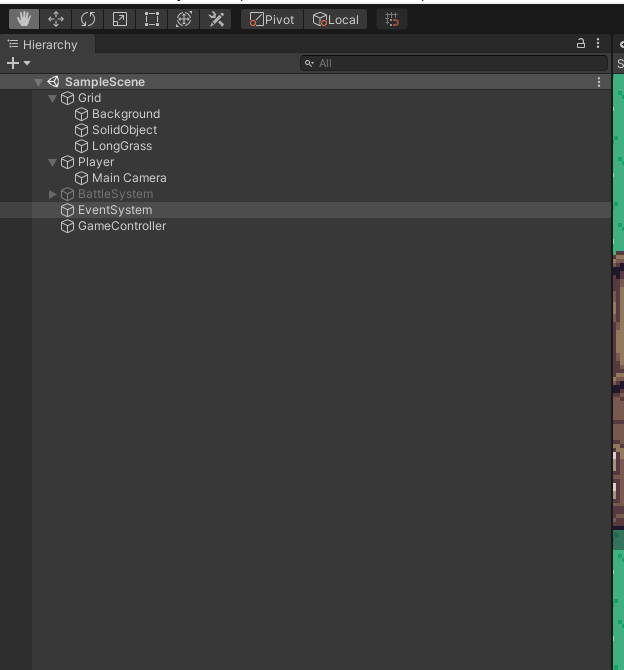 Pivot Local
Hierarchy
All
SampleScene
Grid
Background
SolidObject
LongGrass
Player
Main Camera
BattleSystem
EventSystem
GameController